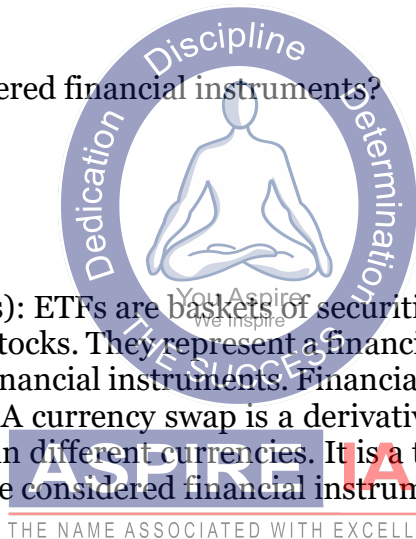 Discipline
ered financial instruments?
Dedication
Determination
s): ETFs are baskets of securiti
You Aspire
We Inspire
THE SUCCESS
tocks. They represent a financi
nancial instruments. Financia
A currency swap is a derivativ
in different currencies. It is a t
ASPIRE IA
e considered financial instrum
THE NAME ASSOCIATED WITH EXCELL